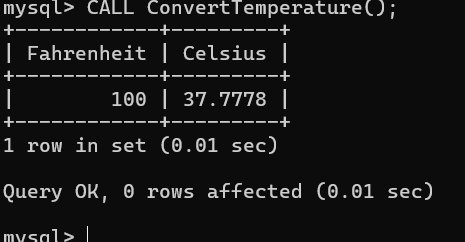 mysql> CALL ConvertTemperature();
+------------+---------+
| Fahrenheit | Celsius |
+------------+---------+
|        100 | 37.7778 |
+------------+---------+
1 row in set (0.01 sec)

Query OK, 0 rows affected (0.01 sec)

mysql>